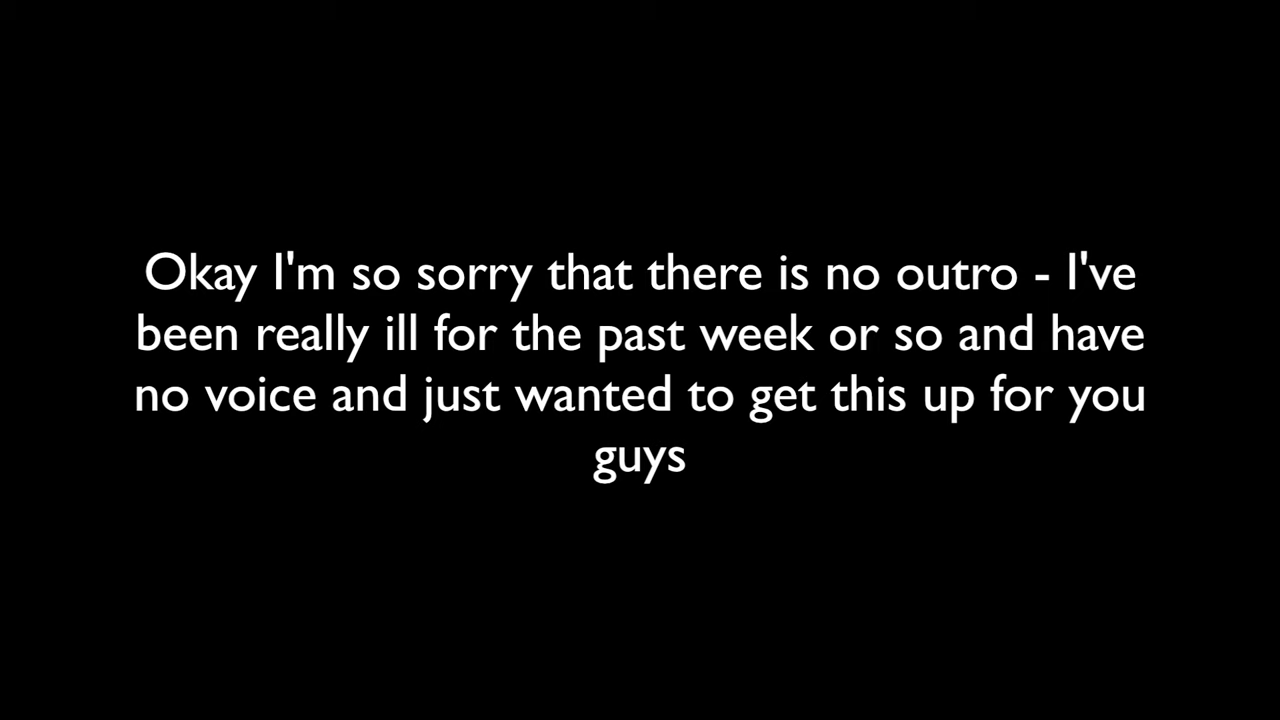 Okay I'm so sorry that there is no outro - I've
been really ill for the past week or so and have
no voice and just wanted to get this up for you
guys